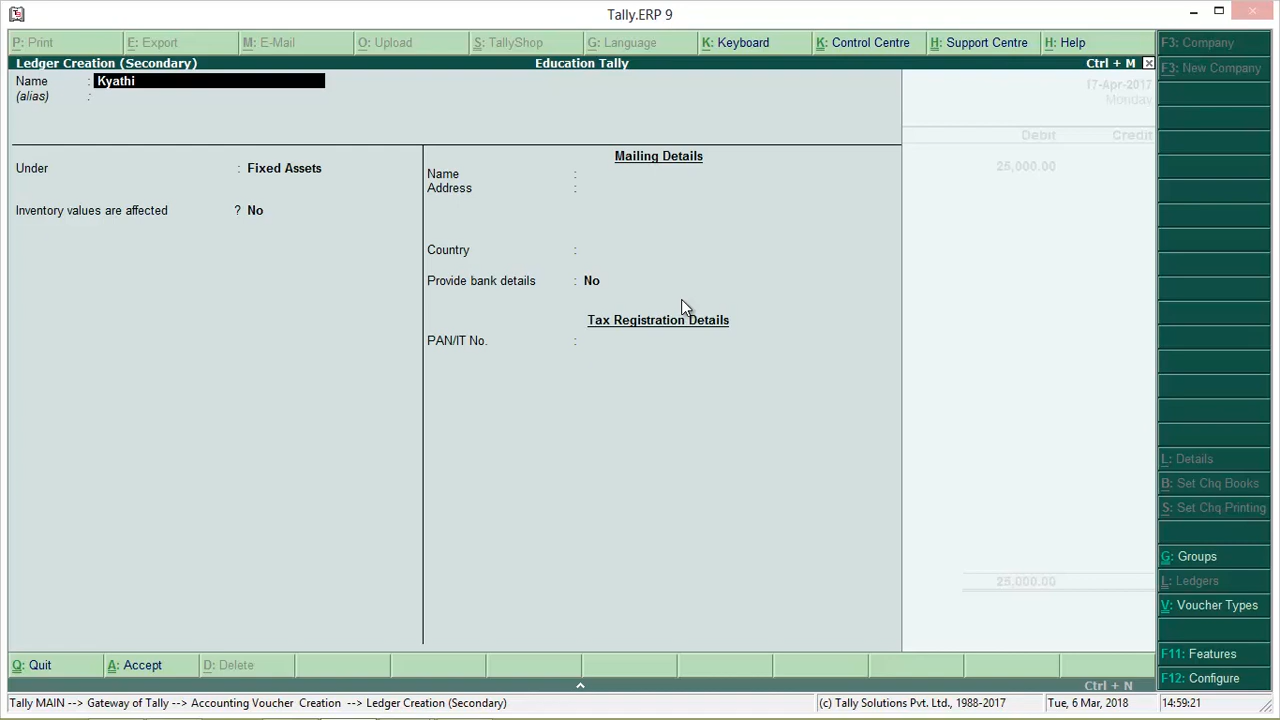 Tally.ERP 9
P: Print E: Export M: E-Mail O: Upload S: TallyShop G: Language K: Keyboard K: Control Centre H: Support Centre H: Help F3: Company
Ledger Creation (Secondary) Education Tally Ctrl + M
F3: New Company
Name : Kyathi
(alias) :
17-Apr-2017
Monday
Debit Credit
25,000.00
Under : Fixed Assets
Inventory values are affected ? No
Mailing Details
Name :
Address :
Country :
Provide bank details : No
Tax Registration Details
PAN/IT No. :
L: Details
B: Set Chq Books
S: Set Chq Printing
G: Groups
L: Ledgers
V: Voucher Types
F11: Features
F12: Configure
25,000.00
Q: Quit A: Accept D: Delete
Ctrl + N
Tally MAIN --> Gateway of Tally --> Accounting Voucher Creation --> Ledger Creation (Secondary) (c) Tally Solutions Pvt. Ltd., 1988-2017 Tue, 6 Mar, 2018 14:59:21